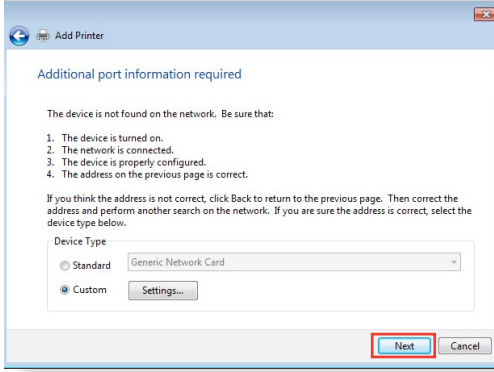 Add Printer
Additional port information required
The device is not found on the network. Be sure that:
1. The device is turned on.
2. The network is connected.
3. The device is properly configured.
4. The address on the previous page is correct.
If you think the address is not correct, click Back to return to the previous page. Then correct the
address and perform another search on the network. If you are sure the address is correct, select the
device type below.
Device Type
Standard Generic Network Card
Custom Settings...
Next Cancel